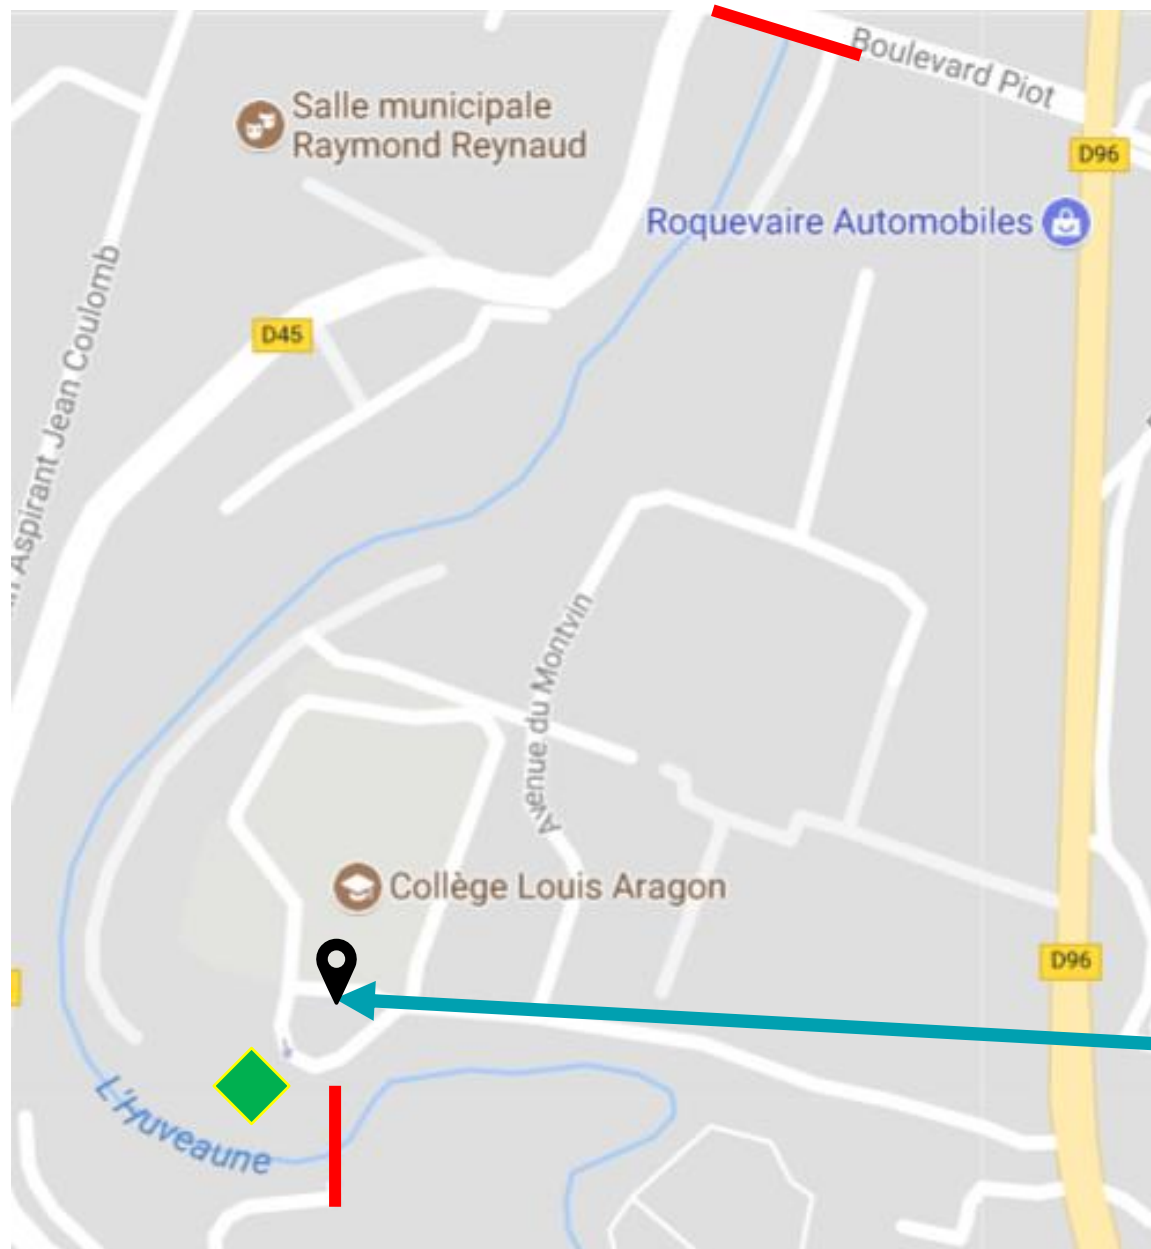 Boulevard Piot
Salle municipale
Raymond Reynaud
D96
Roquevaire Automobiles
Aspirant Jean Coulomb
D45
Avenue du Montvin
Collège Louis Aragon
D96
L'Huveaune